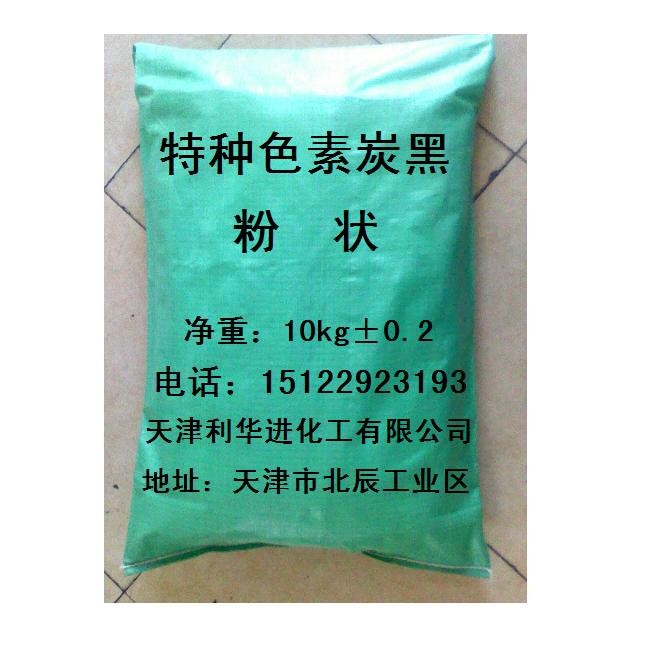 特种色素炭黑
粉 状
净重：10kg±0.2
电话：15122923193
天津利华进化工有限公司
地址：天津市北辰工业区